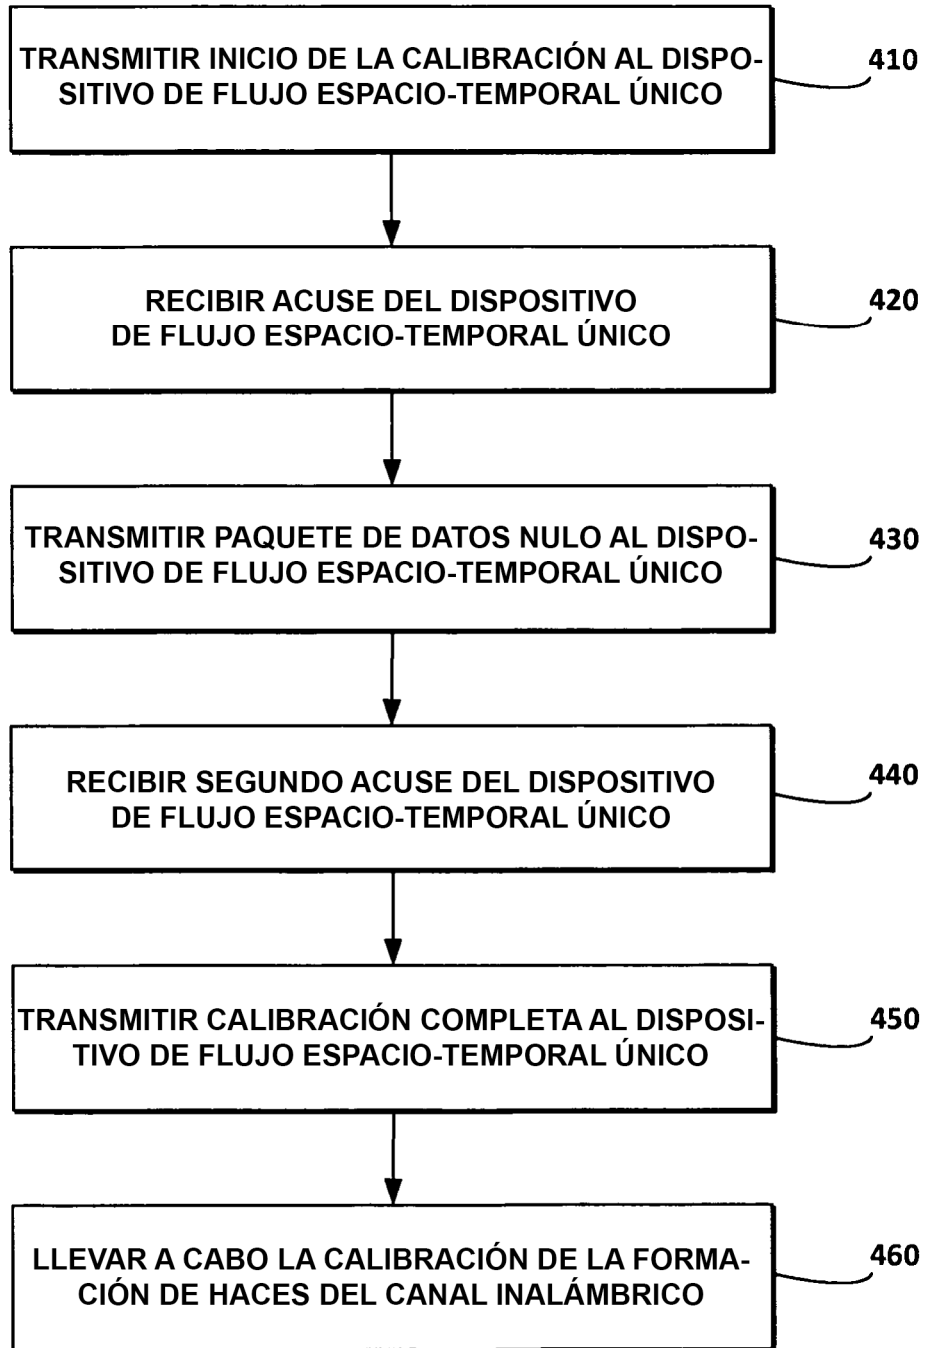 TRANSMITIR INICIO DE LA CALIBRACIÓN AL DISPO-
SITIVO DE FLUJO ESPACIO-TEMPORAL ÚNICO
410
RECIBIR ACUSE DEL DISPOSITIVO
DE FLUJO ESPACIO-TEMPORAL ÚNICO
420
TRANSMITIR PAQUETE DE DATOS NULO AL DISPO-
SITIVO DE FLUJO ESPACIO-TEMPORAL ÚNICO
430
RECIBIR SEGUNDO ACUSE DEL DISPOSITIVO
DE FLUJO ESPACIO-TEMPORAL ÚNICO
440
TRANSMITIR CALIBRACIÓN COMPLETA AL DISPOSI-
TIVO DE FLUJO ESPACIO-TEMPORAL ÚNICO
450
LLEVAR A CABO LA CALIBRACIÓN DE LA FORMA-
CIÓN DE HACES DEL CANAL INALÁMBRICO
460